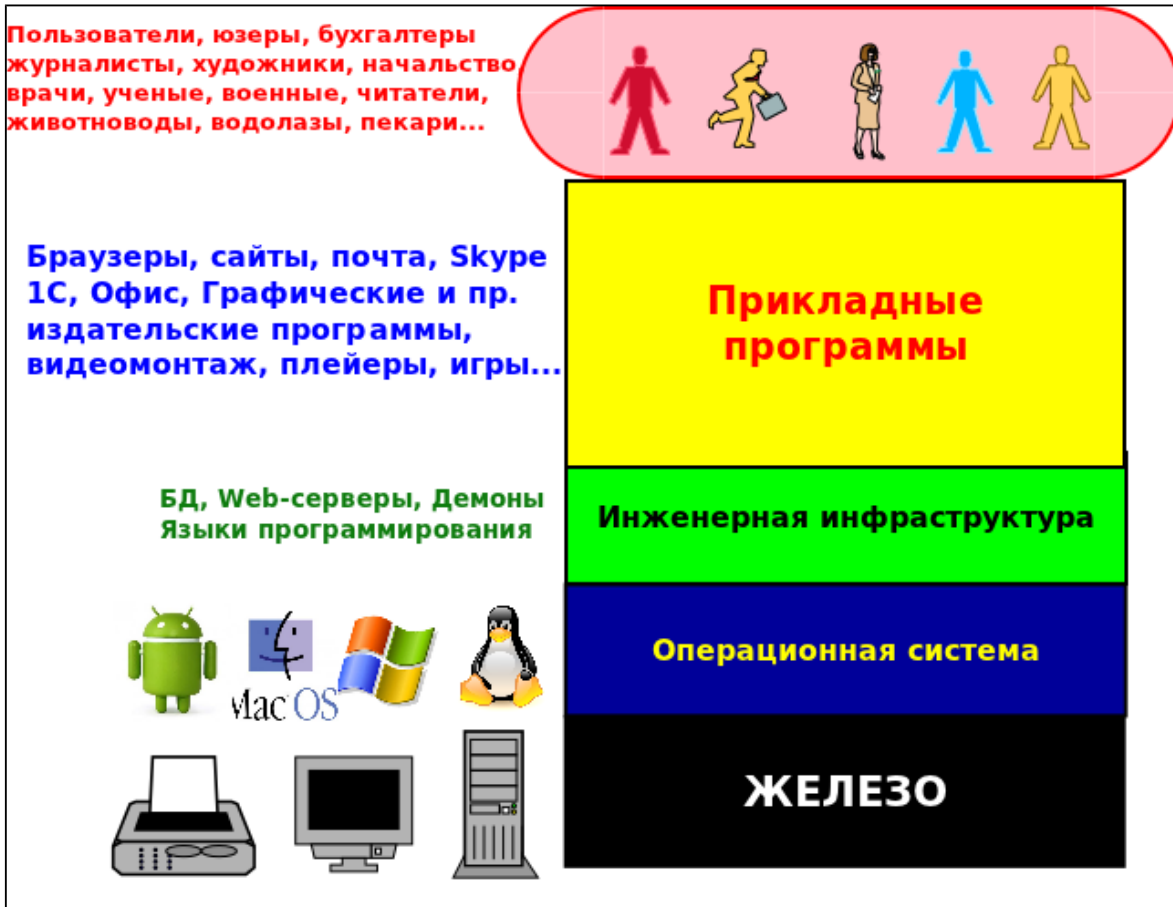 Пользователи, юзеры, бухгалтеры
журналисты, художники, начальство
врачи, ученые, военные, читатели,
животноводы, водолазы, пекари...
Браузеры, сайты, почта, Skype
1С, Офис, Графические и пр.
издательские программы,
видеомонтаж, плейеры, игры...
Прикладные
программы
БД, Web-серверы, Демоны
Языки программирования
Инженерная инфраструктура
Mac OS
Операционная система
ЖЕЛЕЗО